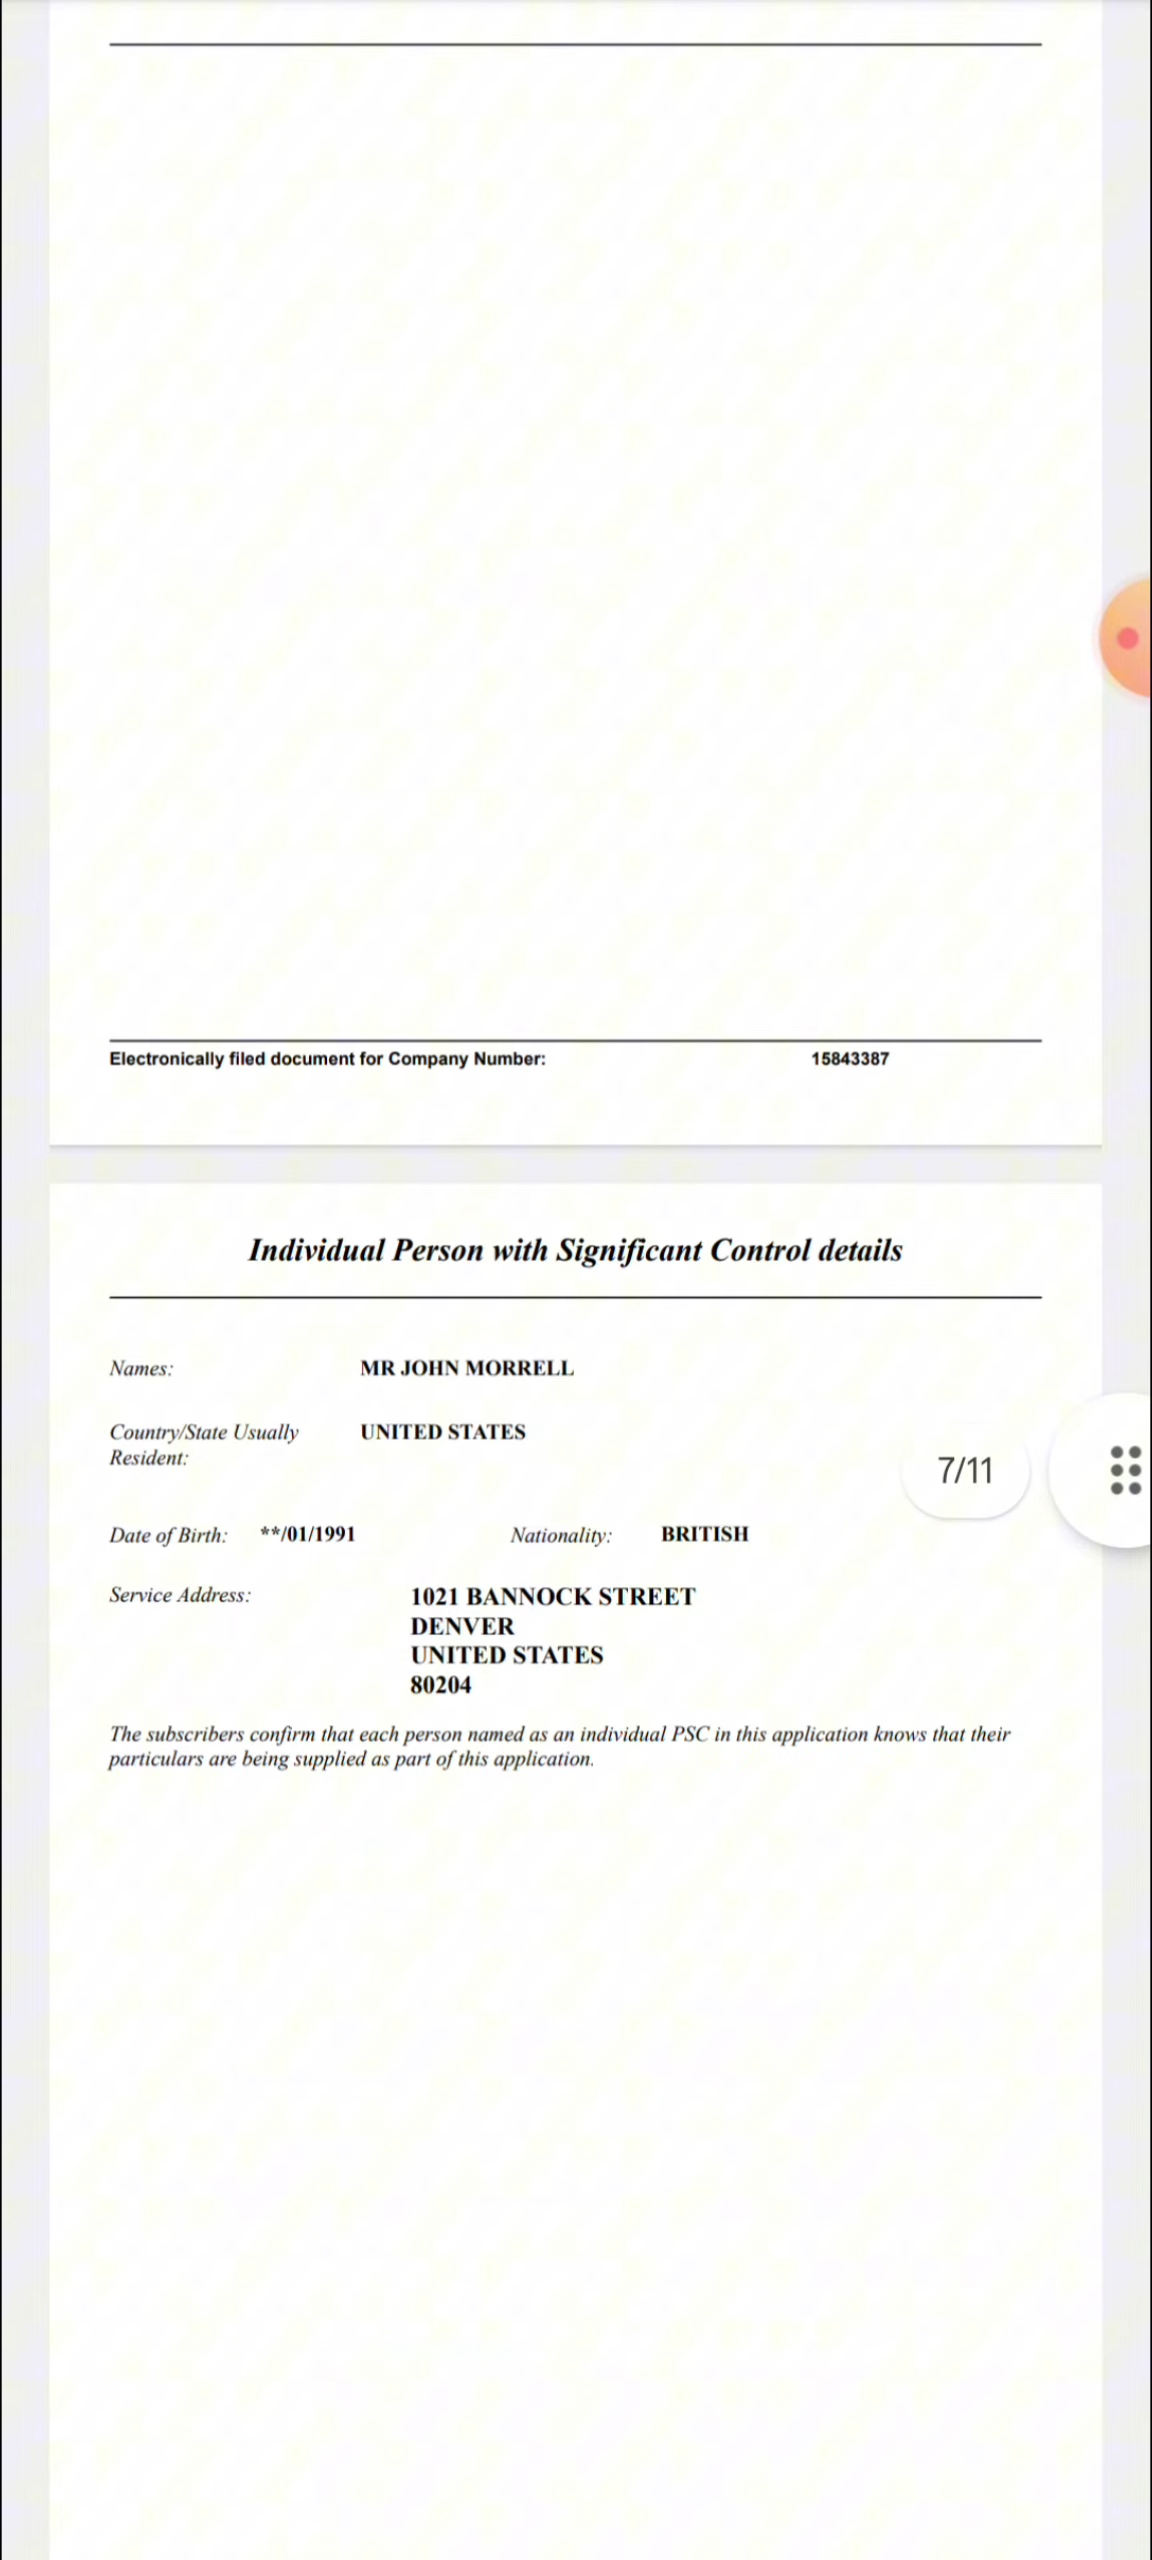 Electronically filed document for Company Number: 15843387
Individual Person with Significant Control details
Names: MR JOHN MORRELL
Country/State Usually UNITED STATES
Resident:
7/11
Date of Birth: **/01/1991 Nationality: BRITISH
Service Address: 1021 BANNOCK STREET
DENVER
UNITED STATES
80204
The subscribers confirm that each person named as an individual PSC in this application knows that their
particulars are being supplied as part of this application.